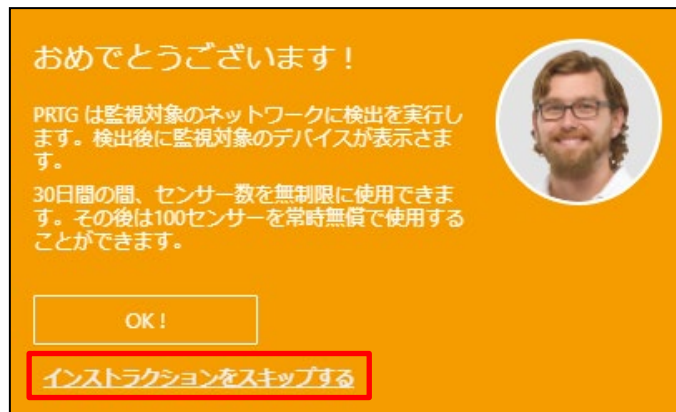 おめでとうございます!
PRTG は監視対象のネットワークに検出を実行し
ます。検出後に監視対象のデバイスが表示さま
す。
30日間の間、センサー数を無制限に使用できま
す。その後は100センサーを常時無償で使用する
ことができます。
OK !
インストラクションをスキップする